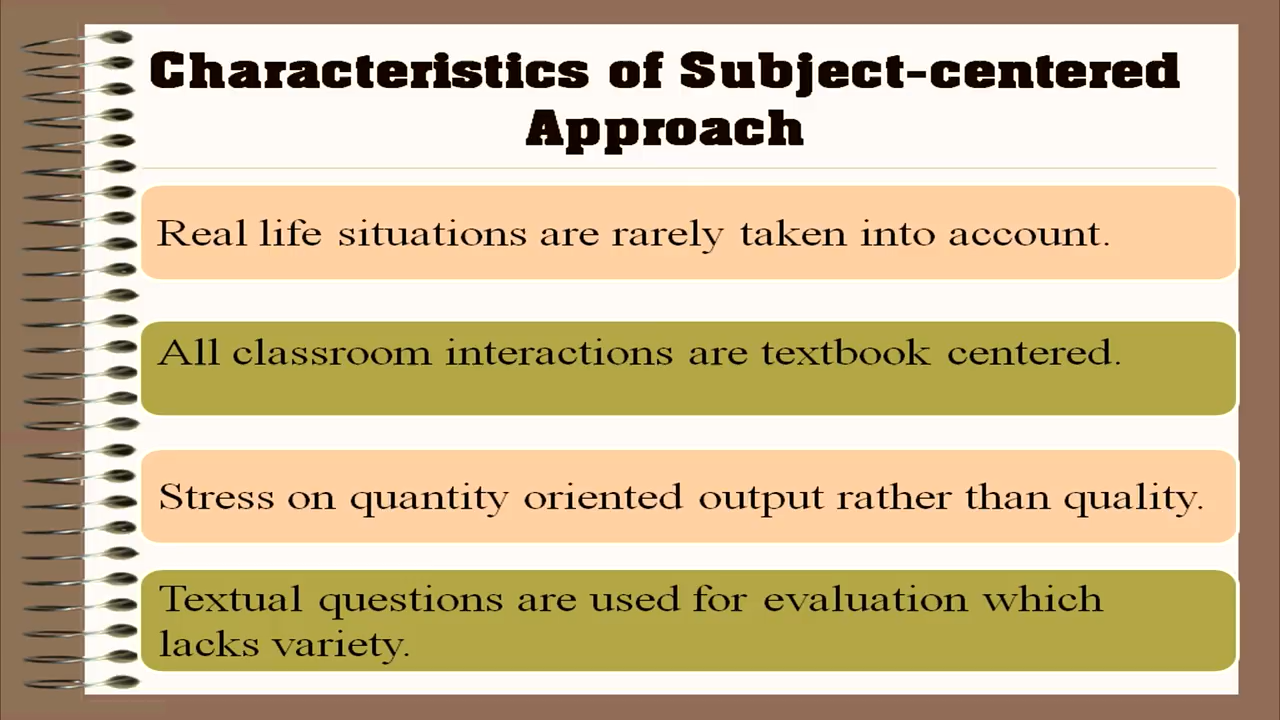 Characteristics of Subject-centered
Approach
Real life situations are rarely taken into account.
All classroom interactions are textbook centered.
Stress on quantity oriented output rather than quality.
Textual questions are used for evaluation which
lacks variety.